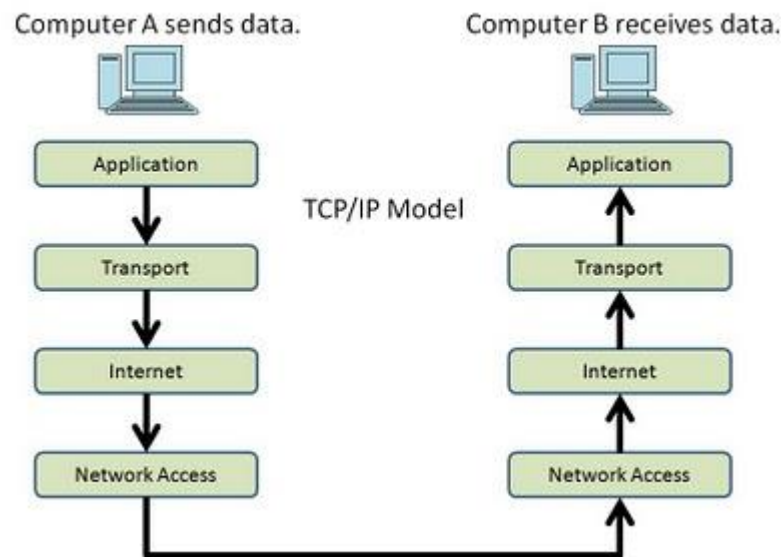 Computer A sends data.
Computer B receives data.
Application
Application
TCP/IP Model
Transport
Transport
Internet
Internet
Network Access
Network Access